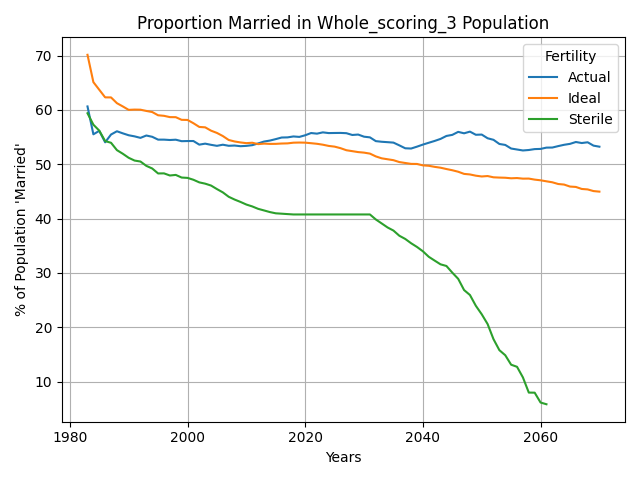 Proportion Married in Whole_scoring_3 Population
Fertility
Actual
Ideal
Sterile
% of Population 'Married'
70
60
50
40
30
20
10
1980
2000
2020
2040
2060
Years